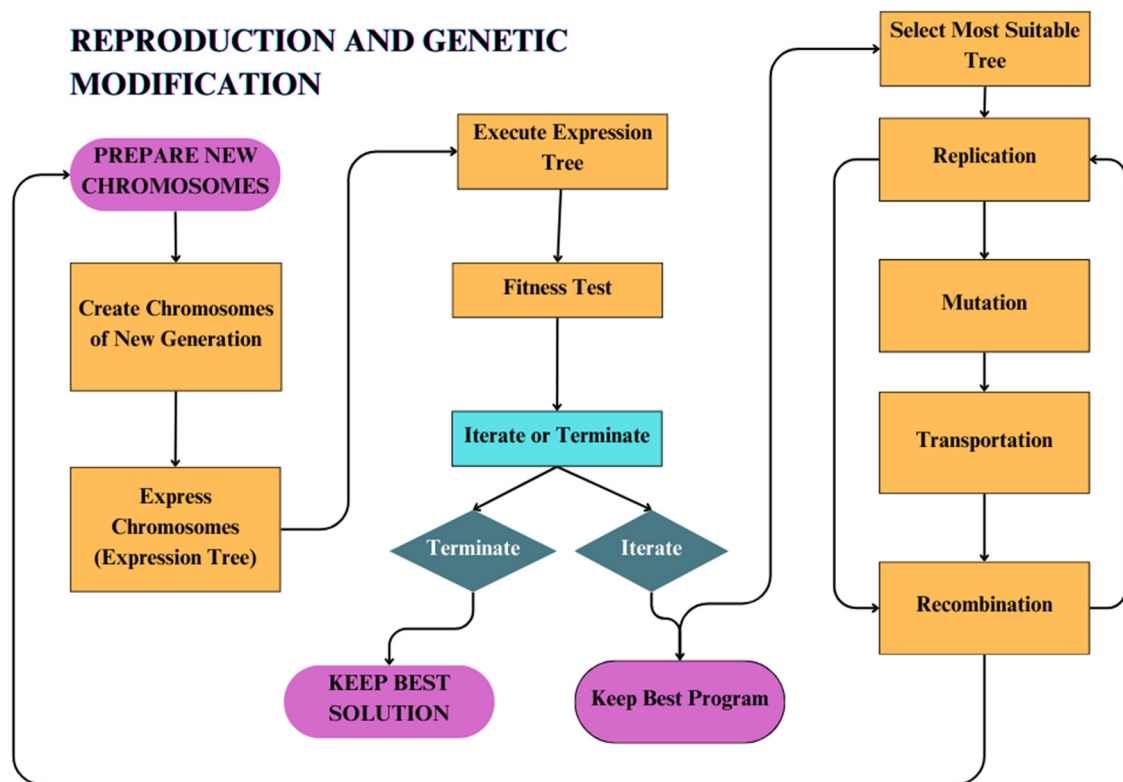 REPRODUCTION AND GENETIC
MODIFICATION
PREPARE NEW
CHROMOSOMES
Create Chromosomes
of New Generation
Express
Chromosomes
(Expression Tree)
Execute Expression
Tree
Fitness Test
Iterate or Terminate
Terminate
Iterate
KEEP BEST
SOLUTION
Keep Best Program
Select Most Suitable
Tree
Replication
Mutation
Transportation
Recombination